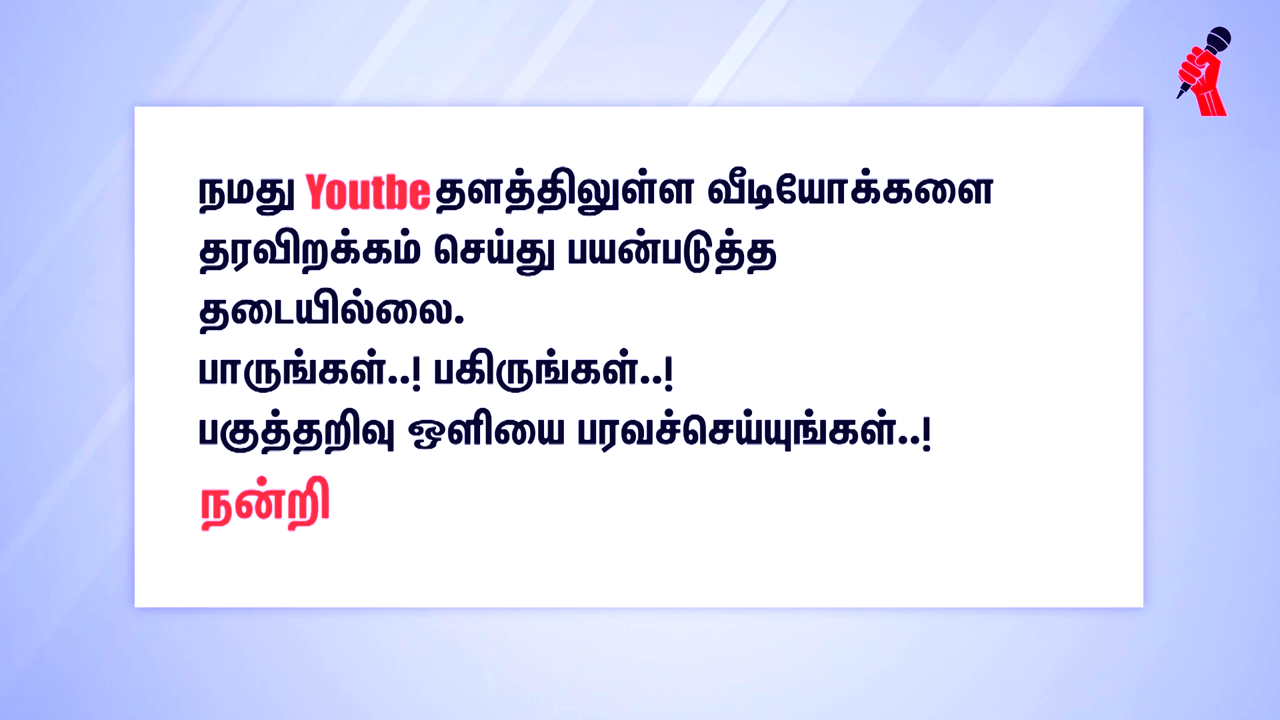 நமது Youtbe தளத்திலுள்ள வீடியோக்களை
தரவிறக்கம் செய்து பயன்படுத்த
தடையில்லை.
பாருங்கள்..! பகிருங்கள்..!
பகுத்தறிவு ஒளியை பரவச்செய்யுங்கள்..!
நன்றி